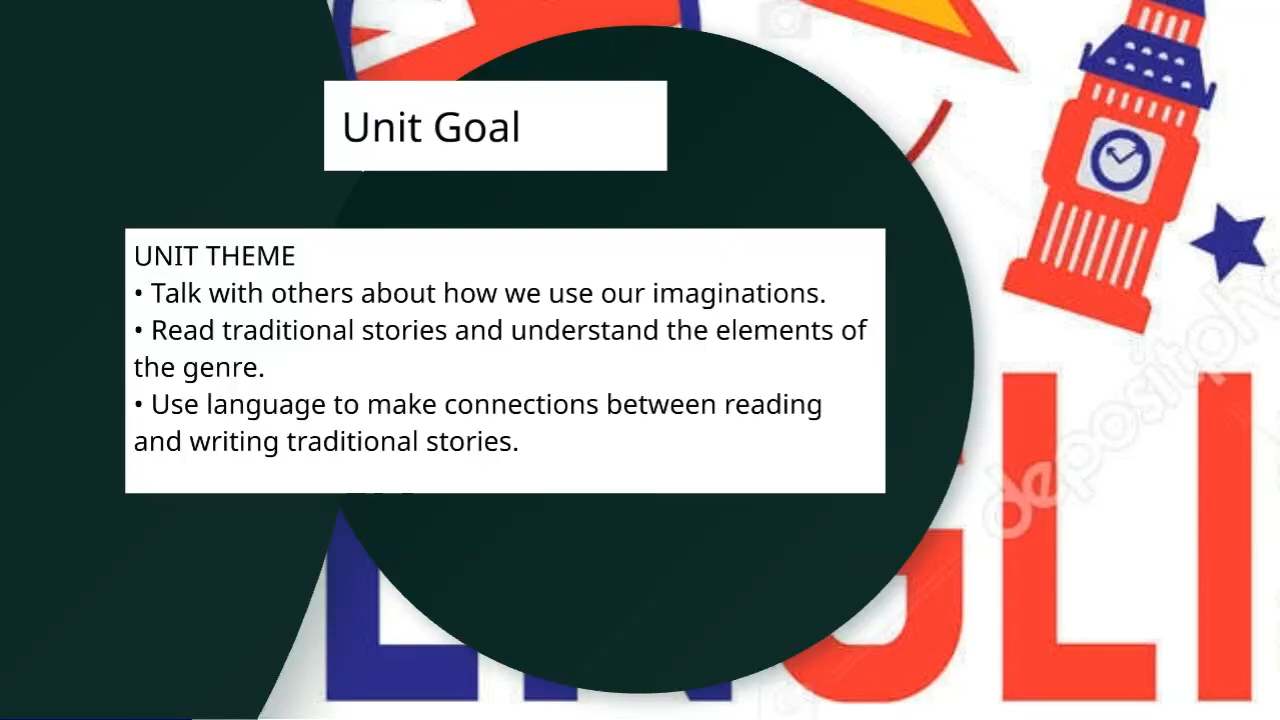 Unit Goal
UNIT THEME
• Talk with others about how we use our imaginations.
• Read traditional stories and understand the elements of
the genre.
• Use language to make connections between reading
and writing traditional stories.